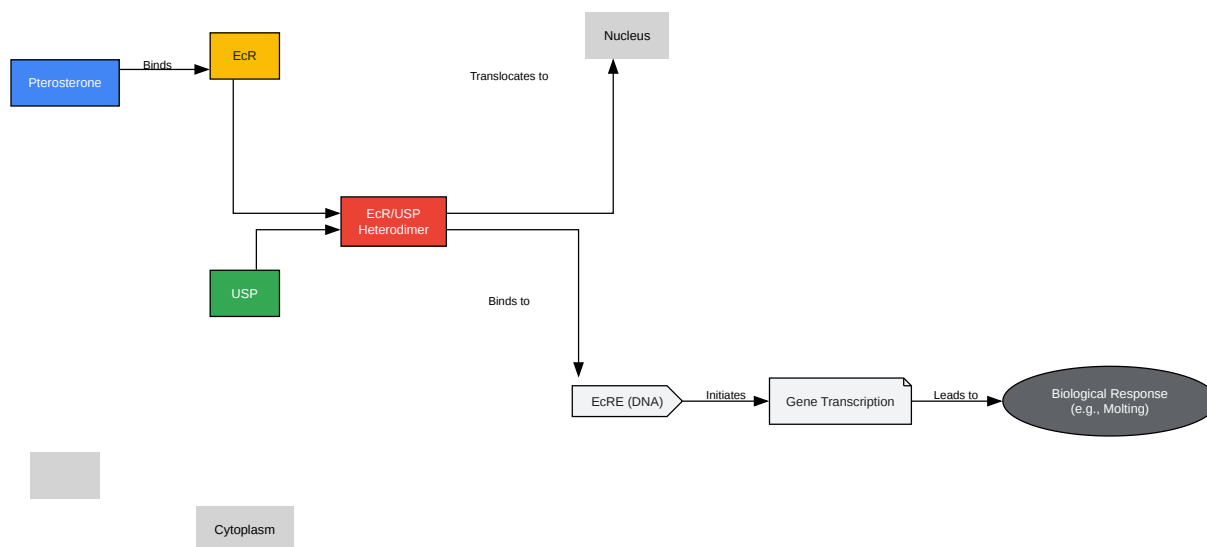 Nucleus
EcR
Pterosterone
Binds
Translocates to
EcR/USP
Heterodimer
USP
Binds to
EcRE (DNA)
Initiates
Gene Transcription
Leads to
Biological Response
(e.g., Molting)
Cytoplasm